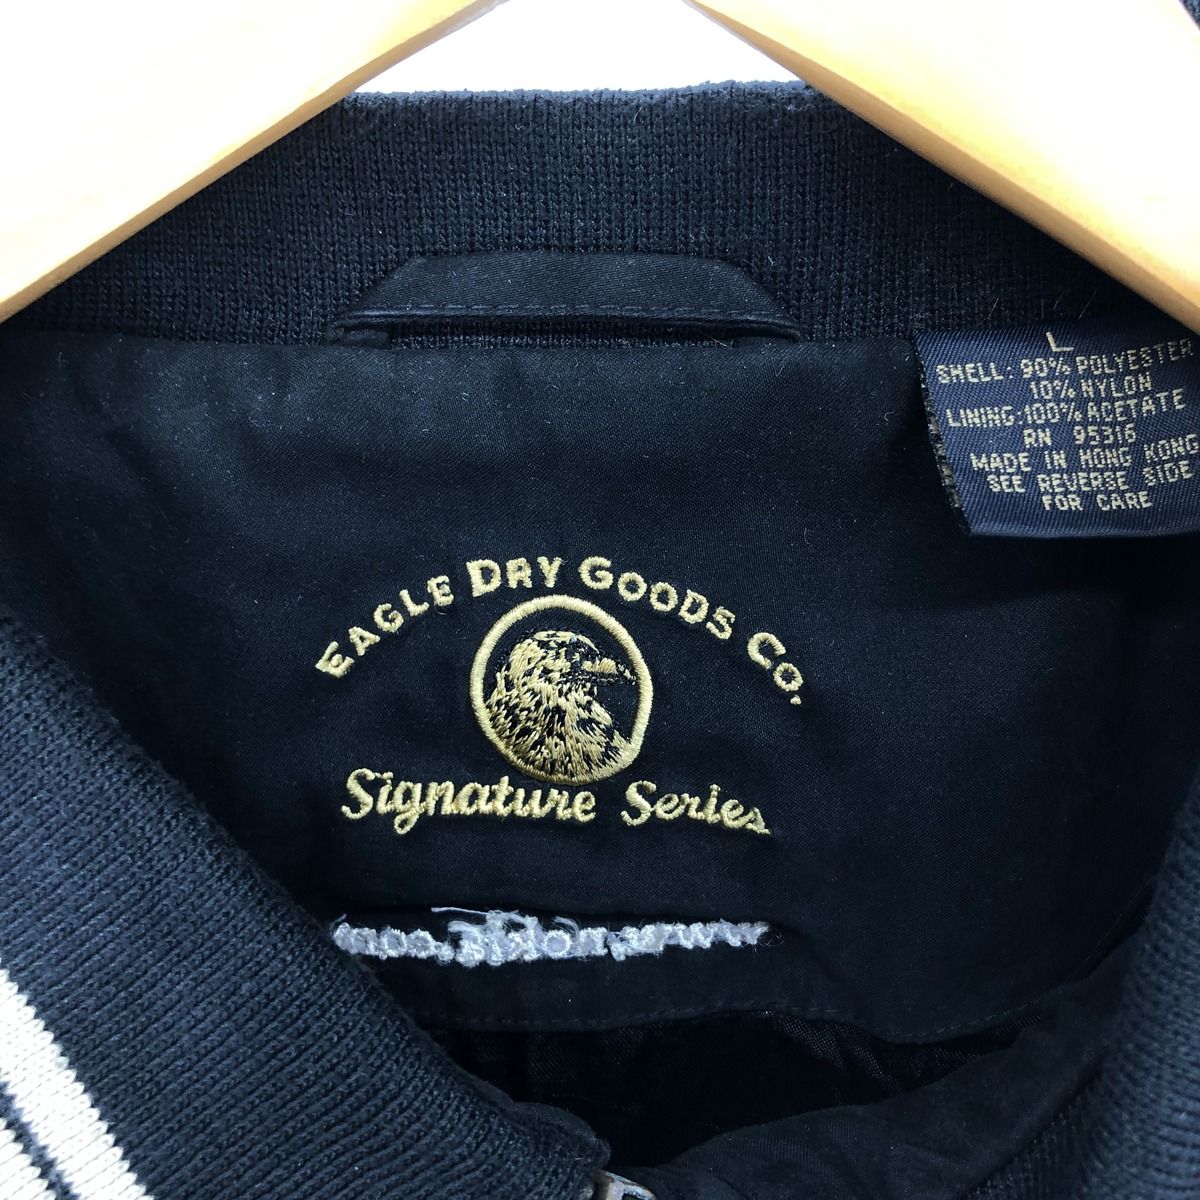 L
SHELL: 90% POLYESTER
10% NYLON
LINING:100% ACETATE
RN 95316
MADE IN HONG KONG
SEE REVERSE SIDE
FOR CARE
EAGLE DRY GOODS CO.
Signature Series